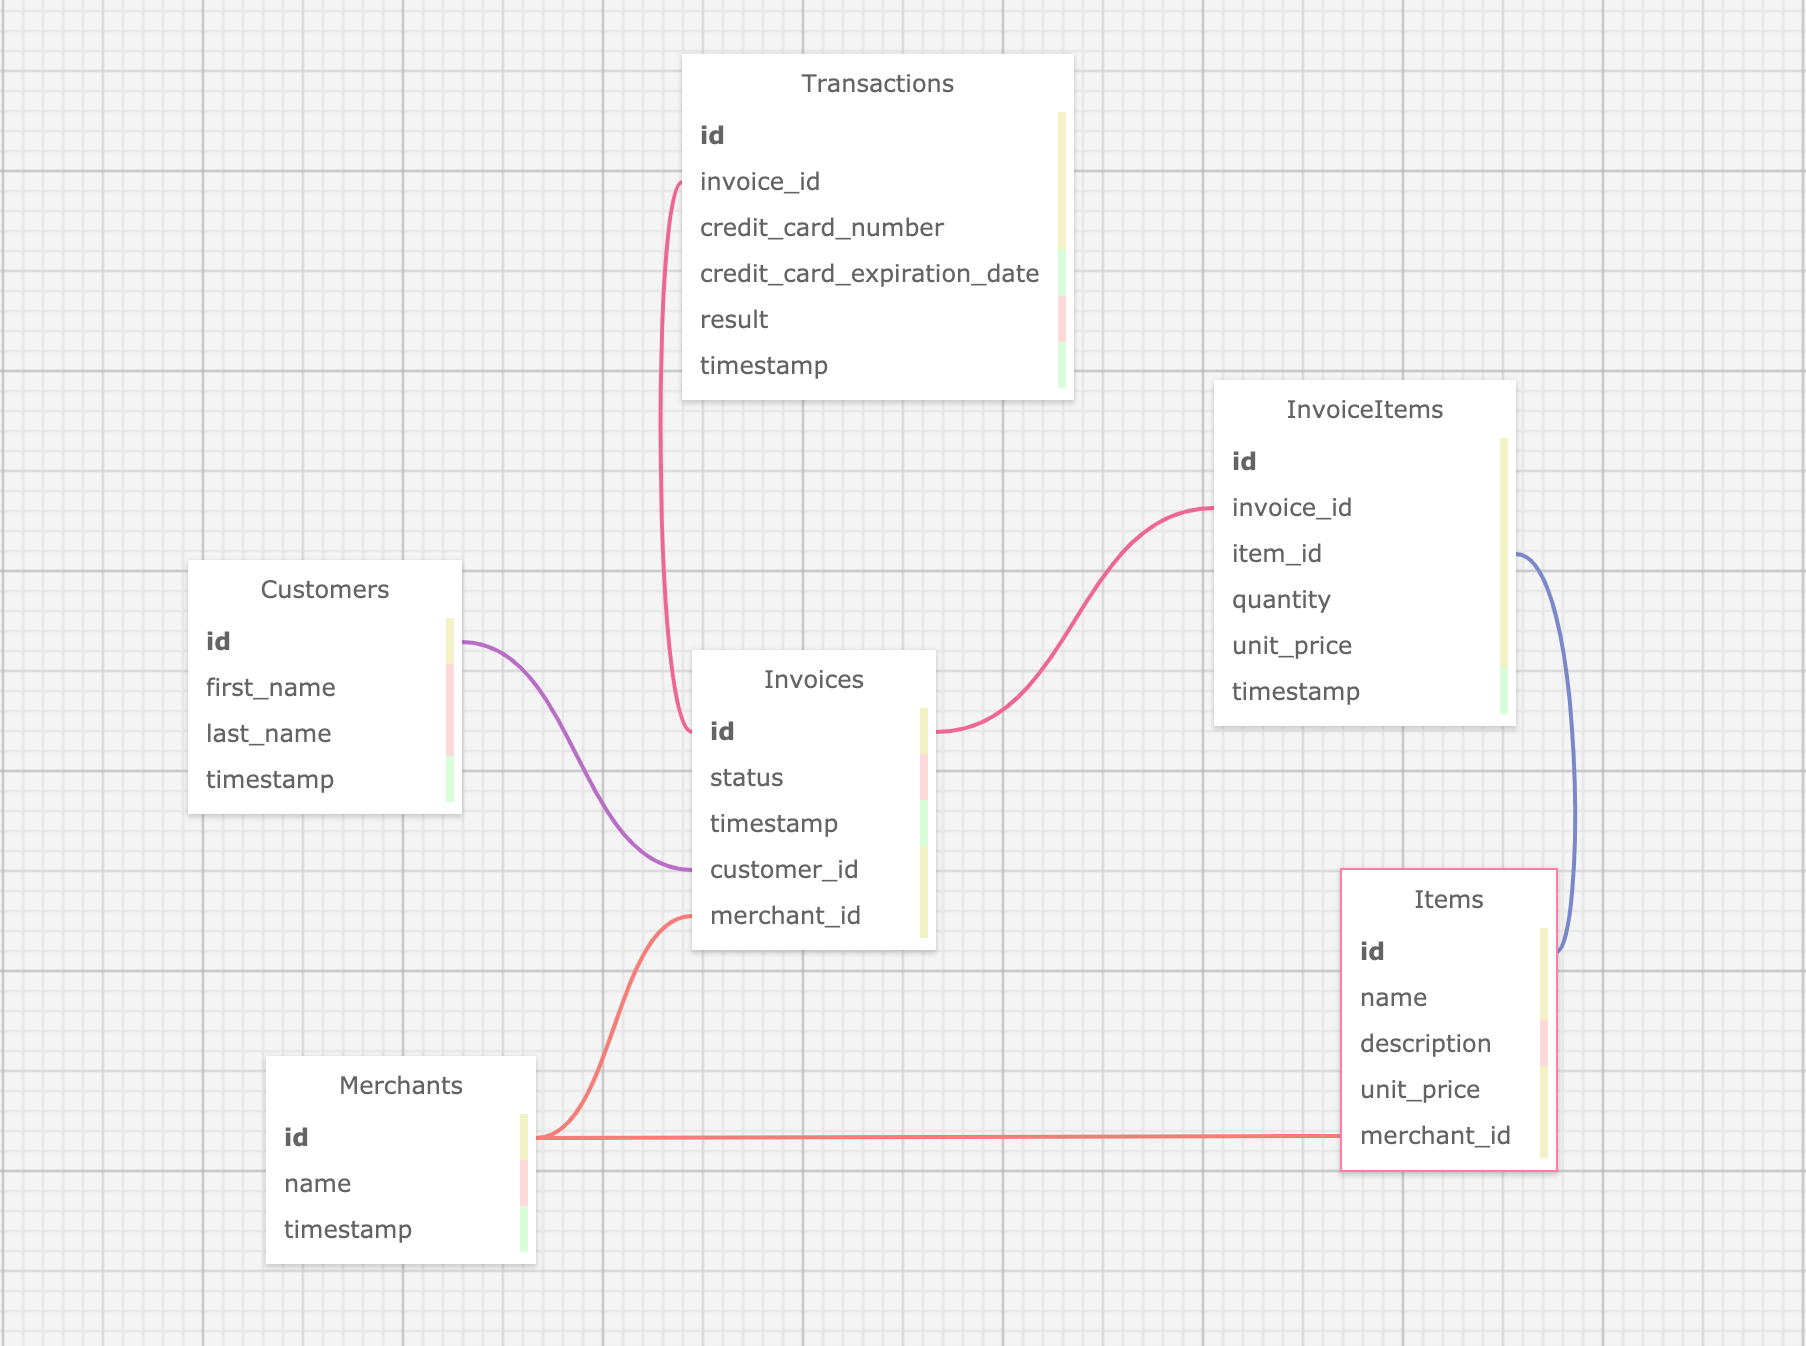 Transactions
id
invoice_id
credit_card_number
credit_card_expiration_date
result
timestamp
InvoiceItems
id
invoice_id
item_id
quantity
unit_price
timestamp
Customers
id
first_name
last_name
timestamp
Invoices
id
status
timestamp
customer_id
merchant_id
Items
id
name
description
unit_price
merchant_id
Merchants
id
name
timestamp